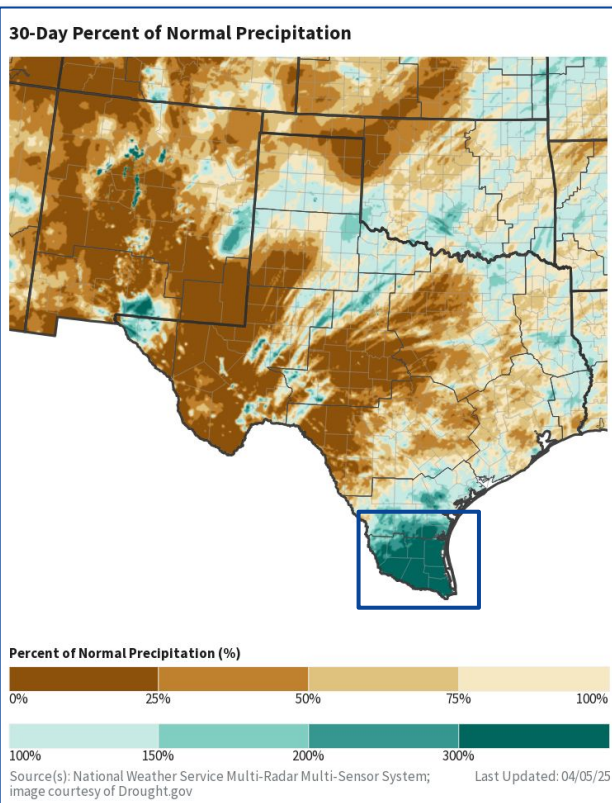 30-Day Percent of Normal Precipitation
Percent of Normal Precipitation (%)
0% 25% 50% 75% 100%
100% 150% 200% 300%
Source(s): National Weather Service Multi-Radar Multi-Sensor System; Last Updated: 04/05/25
image courtesy of Drought.gov